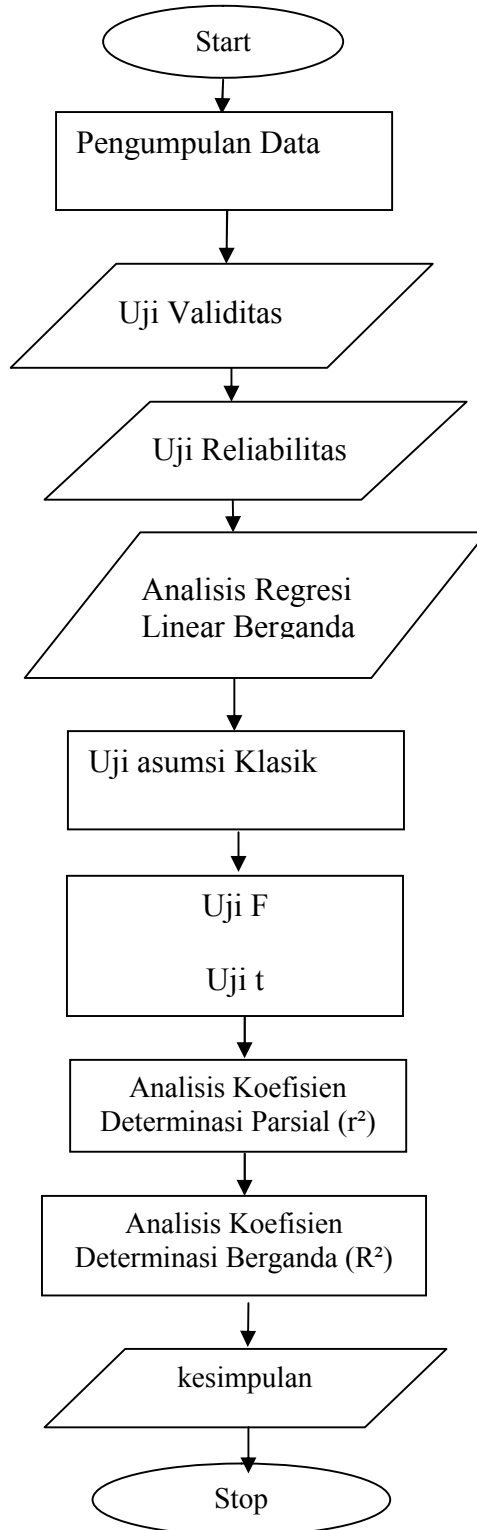 Start
Pengumpulan Data
Uji Validitas
Uji Reliabilitas
Analisis Regresi
Linear Berganda
Uji asumsi Klasik
Uji F
Uji t
Analisis Koefisien
Determinasi Parsial (r²)
Analisis Koefisien
Determinasi Berganda (R²)
kesimpulan
Stop